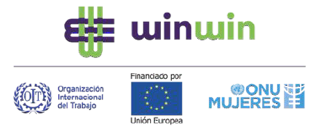 winwin
Financiado por
Organización
Internacional
del Trabajo
Unión Europea
ONU
MUJERES